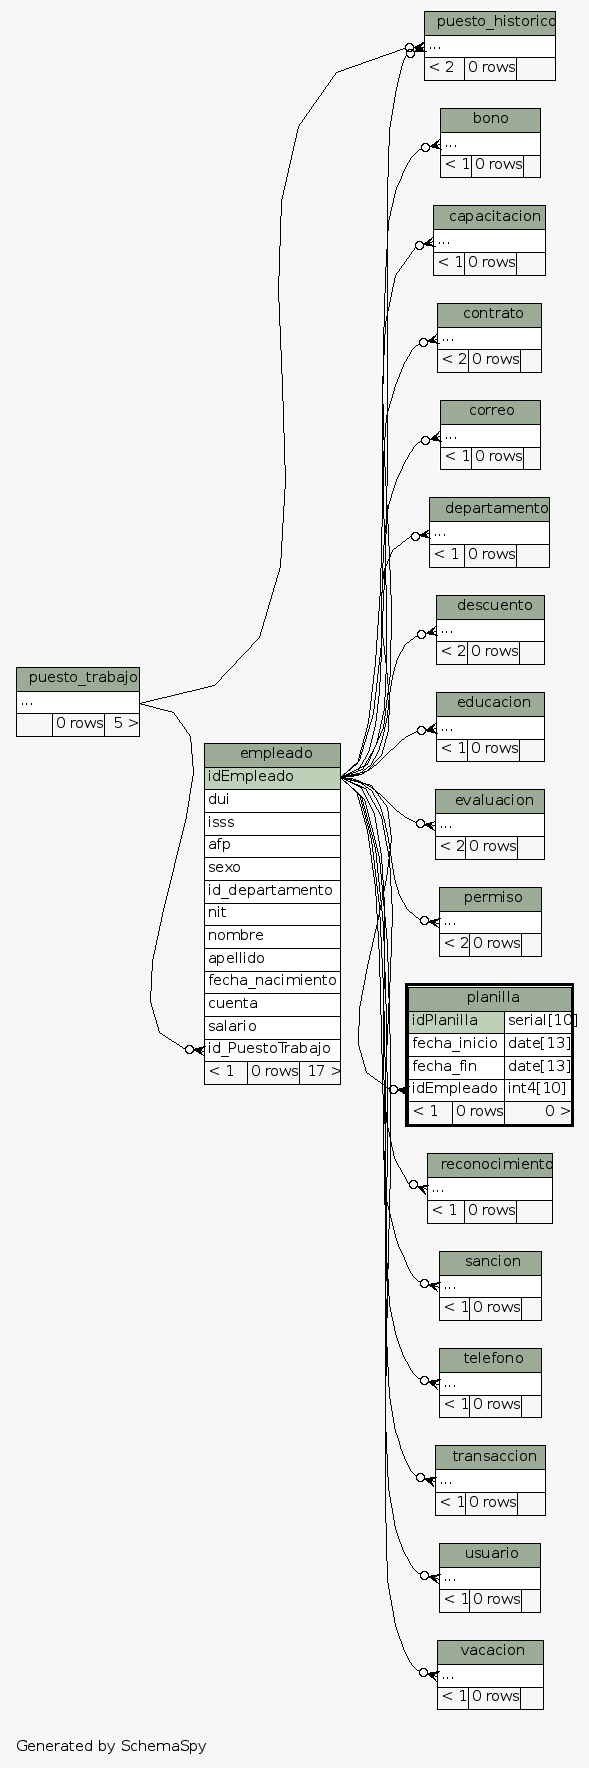 puesto_historico
...
< 2 0 rows
bono
...
< 1 0 rows
capacitacion
...
< 1 0 rows
contrato
...
< 2 0 rows
correo
...
< 1 0 rows
departamento
...
< 1 0 rows
descuento
...
< 2 0 rows
puesto_trabajo
...
0 rows 5 >
educacion
...
< 1 0 rows
empleado
idEmpleado
dui
isss
afp
sexo
id_departamento
nit
nombre
apellido
fecha_nacimiento
cuenta
salario
id_PuestoTrabajo
< 1 0 rows 17 >
evaluacion
...
< 2 0 rows
permiso
...
< 2 0 rows
planilla
idPlanilla serial[10]
fecha_inicio date[13]
fecha_fin date[13]
idEmpleado int4[10]
< 1 0 rows 0 >
reconocimiento
...
< 1 0 rows
sancion
...
< 1 0 rows
telefono
...
< 1 0 rows
transaccion
...
< 1 0 rows
usuario
...
< 1 0 rows
vacacion
...
< 1 0 rows
Generated by SchemaSpy